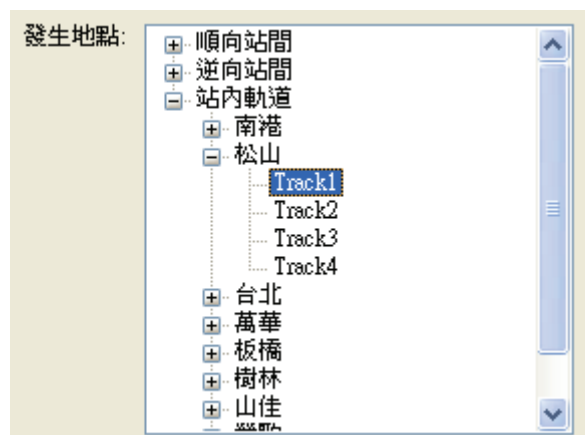 發生地點:
順向站間
逆向站間
站內軌道
南港
松山
Track1
Track2
Track3
Track4
台北
萬華
板橋
樹林
山佳